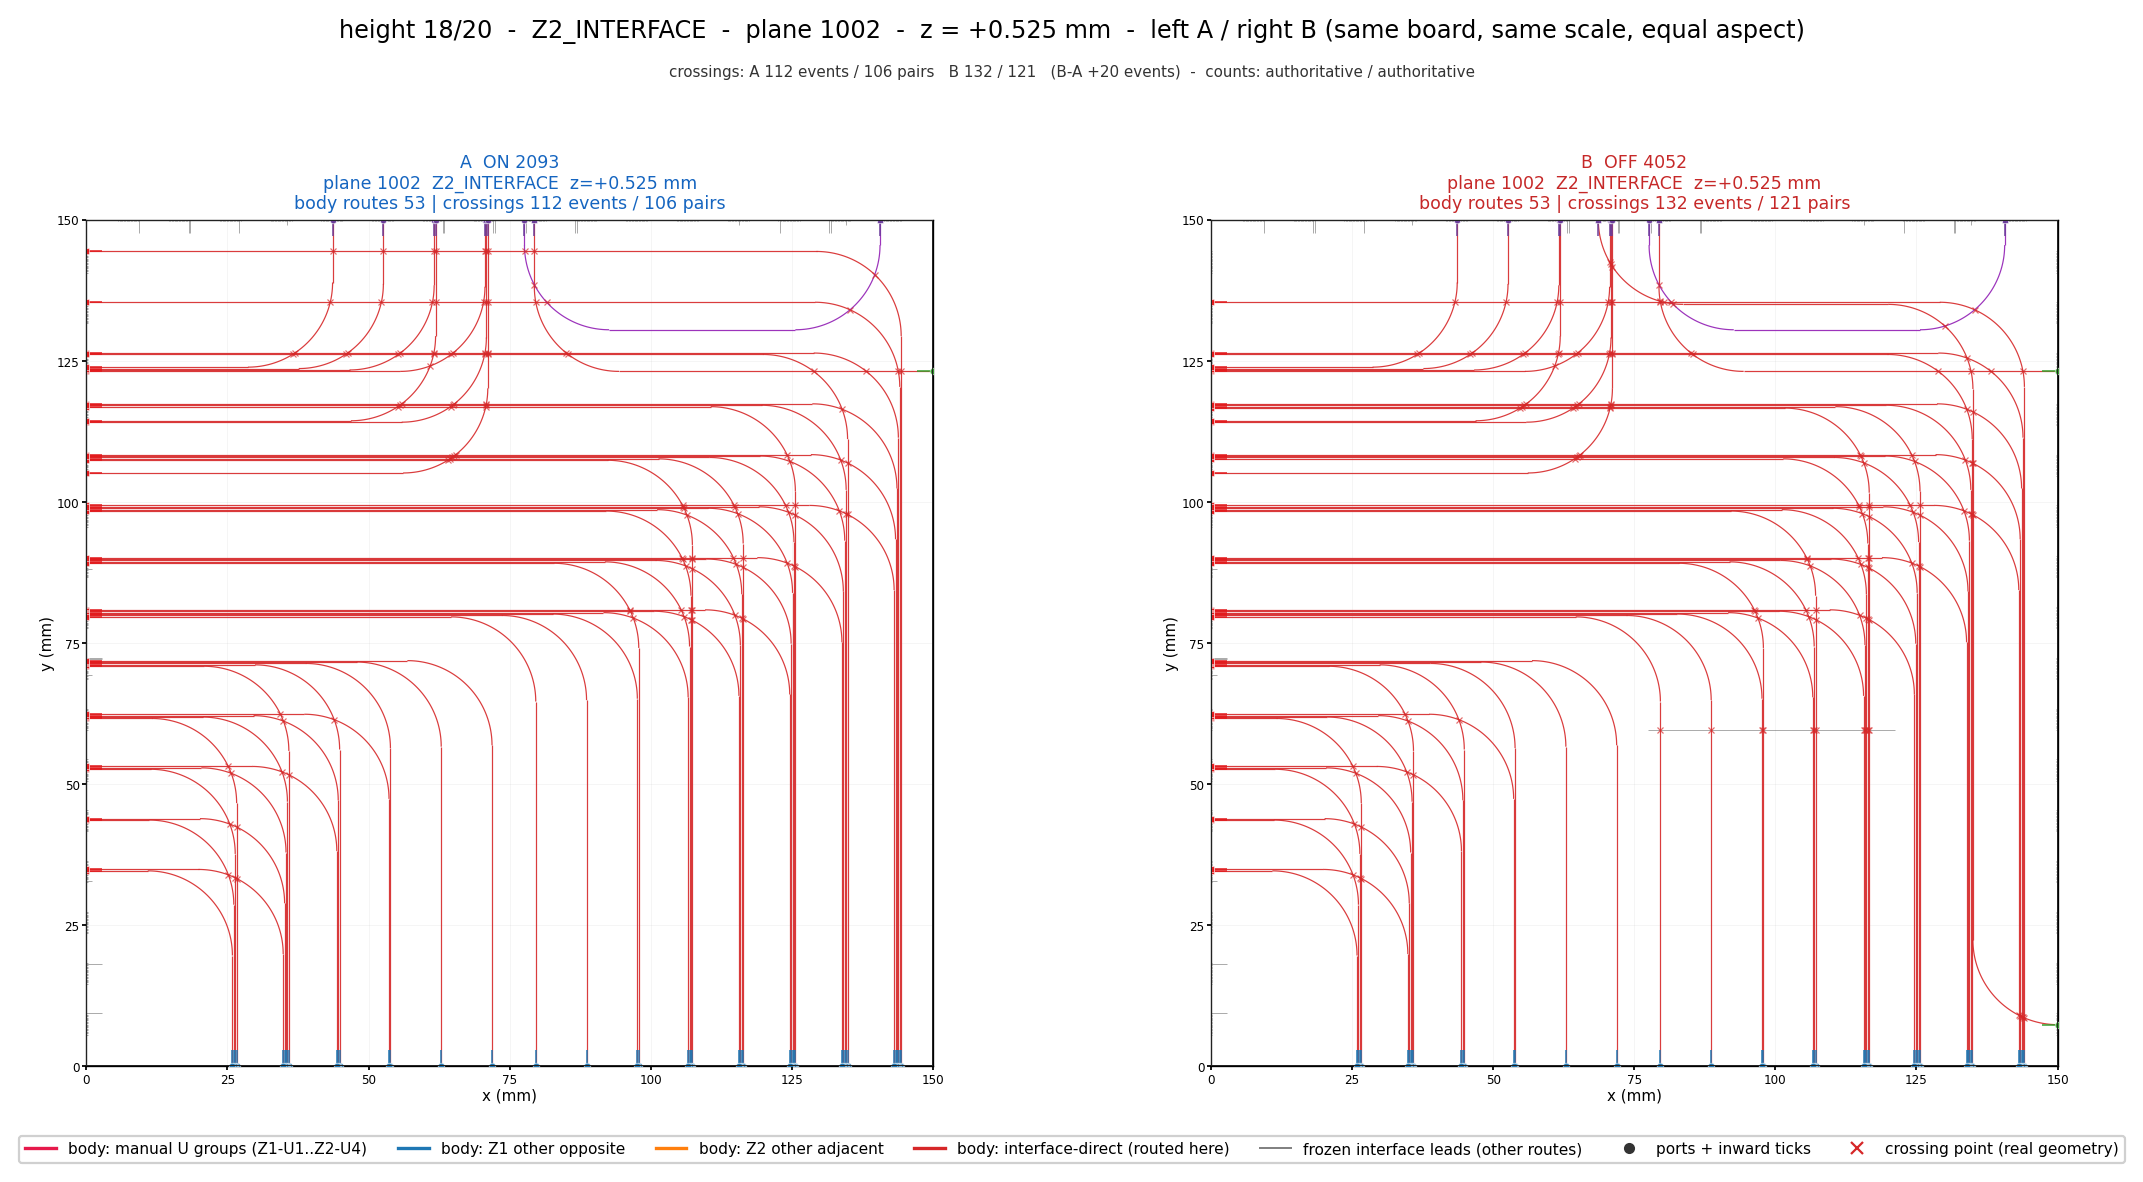 height 18/20  -  Z2_INTERFACE  -  plane 1002  -  z = +0.525 mm  -  left A / right B (same board, same scale, equal aspect)
crossings: A 112 events / 106 pairs   B 132 / 121   (B-A +20 events)  -  counts: authoritative / authoritative
A  ON 2093
plane 1002  Z2_INTERFACE  z=+0.525 mm
body routes 53 | crossings 112 events / 106 pairs
150
125
100
75
50
25
0
y (mm)
0 25 50 75 100 125 150
x (mm)
B  OFF 4052
plane 1002  Z2_INTERFACE  z=+0.525 mm
body routes 53 | crossings 132 events / 121 pairs
150
125
100
75
50
25
0
y (mm)
0 25 50 75 100 125 150
x (mm)
body: manual U groups (Z1-U1..Z2-U4)
body: Z1 other opposite
body: Z2 other adjacent
body: interface-direct (routed here)
frozen interface leads (other routes)
ports + inward ticks
crossing point (real geometry)